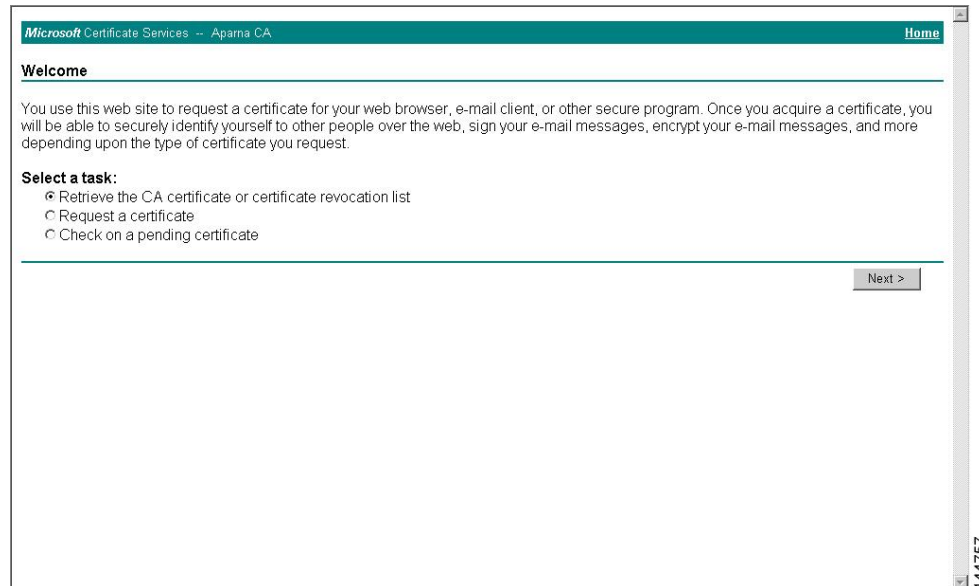 Microsoft Certificate Services -- Aparna CA Home
Welcome
You use this web site to request a certificate for your web browser, e-mail client, or other secure program. Once you acquire a certificate, you
will be able to securely identify yourself to other people over the web, sign your e-mail messages, encrypt your e-mail messages, and more
depending upon the type of certificate you request.
Select a task:
Retrieve the CA certificate or certificate revocation list
Request a certificate
Check on a pending certificate
Next >